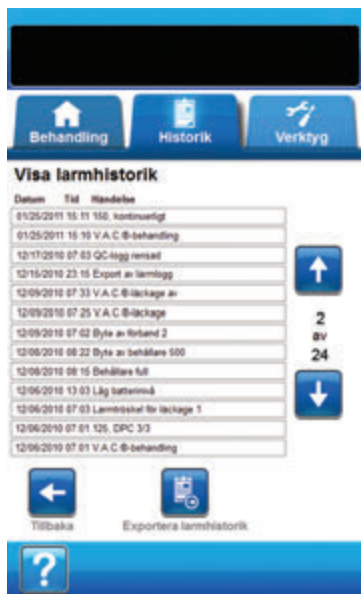 Behandling Historik Verktyg
Visa larmhistorik
Datum Tid Händelse
01/25/2011 15:11 150. kontinuerligt
01/25/2011 15:10 V.A.C.®-behandling
12/17/2010 07:03 QC-logg rensad
12/15/2010 23:15 Export av larmlogg
12/09/2010 07:33 V.A.C.®-läckage av
12/09/2010 07:25 V.A.C.®-läckage
12/09/2010 07:02 Byte av förband 2
12/08/2010 08:22 Byte av behållare 500
12/08/2010 08:15 Behållare full
12/06/2010 13:03 Låg batterinivå
12/06/2010 07:03 Larmtröskel för läckage 1
12/06/2010 07:01 125. DPC 3/3
12/06/2010 07:01 V.A.C.®-behandling
2
av
24
Tillbaka Exportera larmhistorik
?